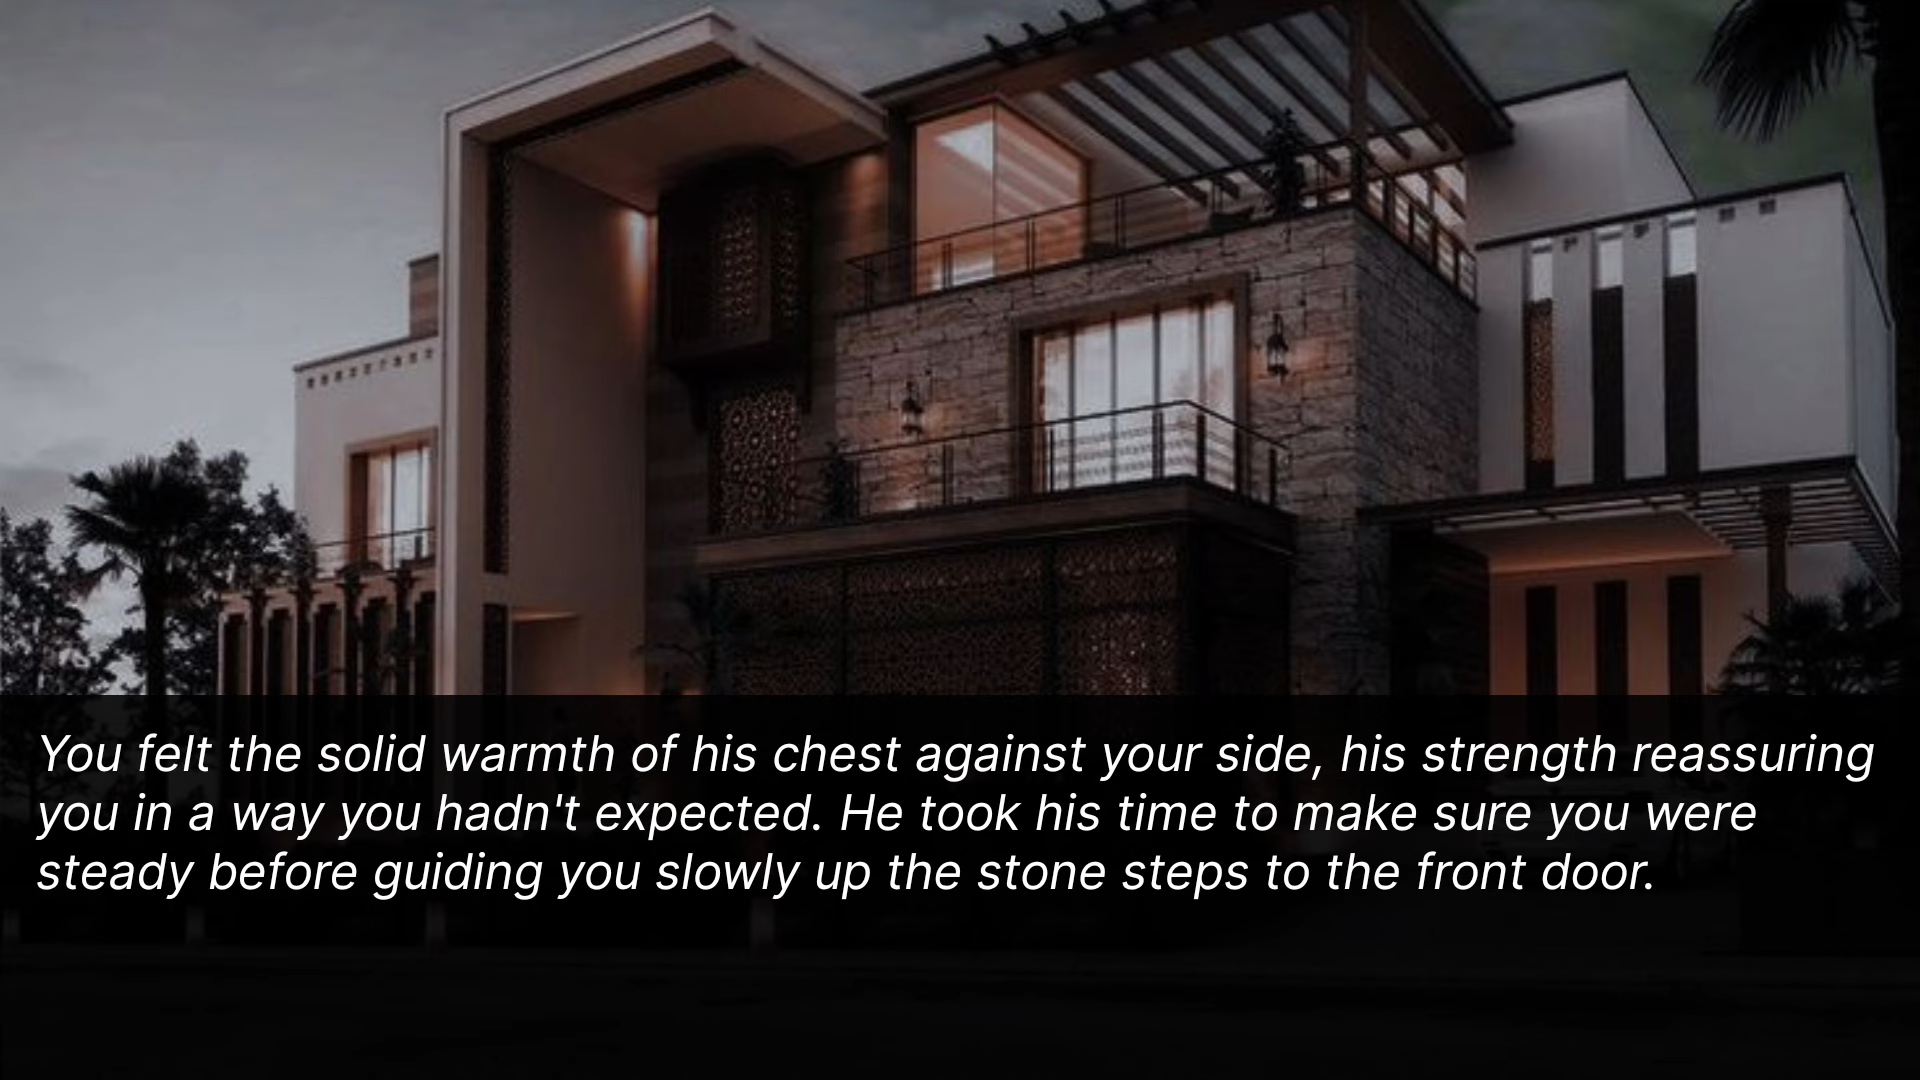 You felt the solid warmth of his chest against your side, his strength reassuring
you in a way you hadn't expected. He took his time to make sure you were
steady before guiding you slowly up the stone steps to the front door.